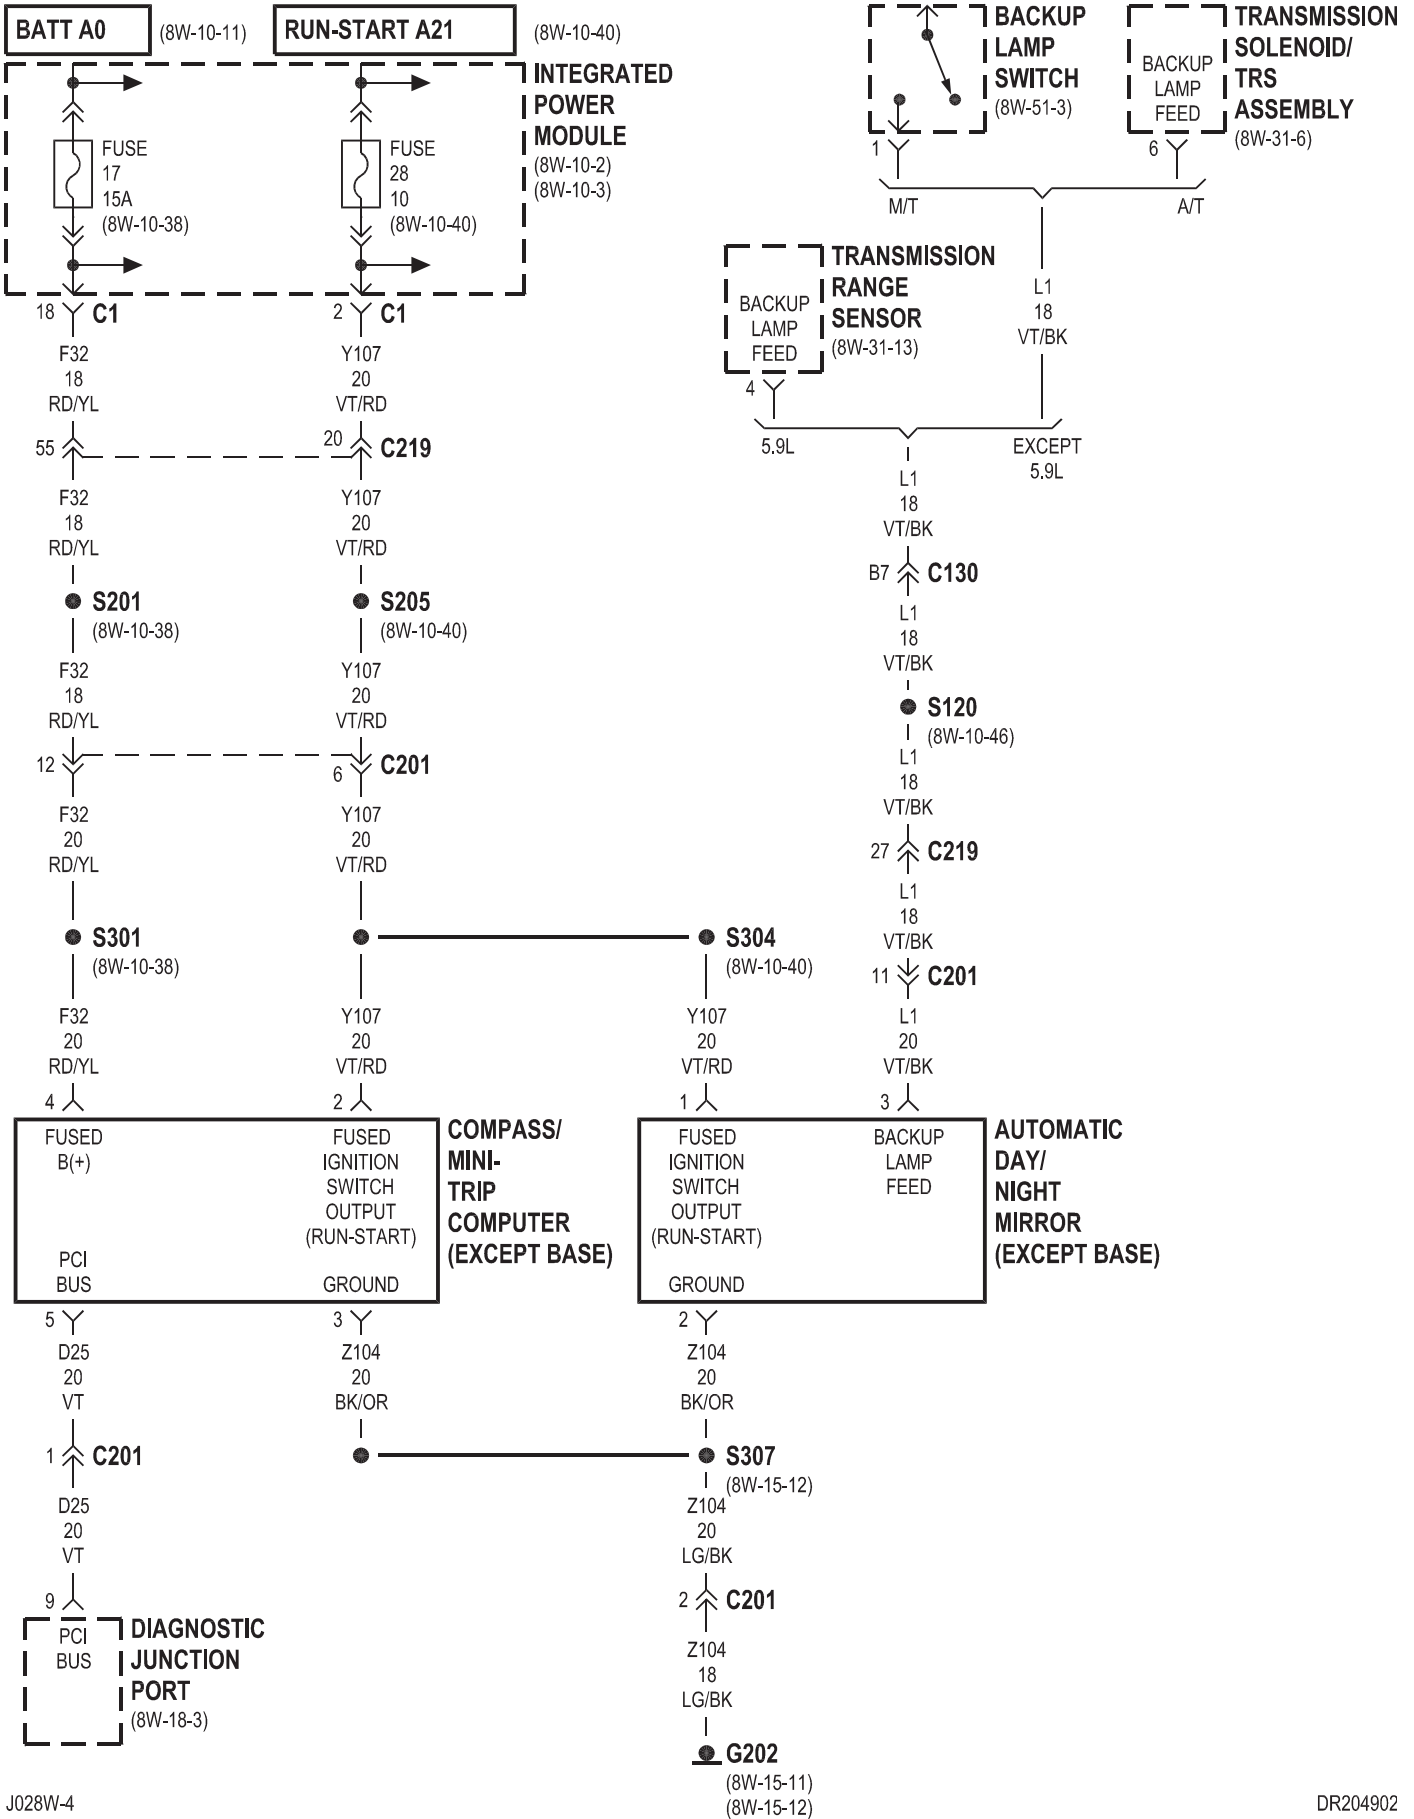 BATT A0
(8W-10-11)
RUN-START A21
(8W-10-40)
INTEGRATED
POWER
MODULE
(8W-10-2)
(8W-10-3)
FUSE
17
15A
(8W-10-38)
FUSE
28
10
(8W-10-40)
18
C1
2
C1
F32
18
RD/YL
Y107
20
VT/RD
55
20
C219
F32
18
RD/YL
Y107
20
VT/RD
S201
(8W-10-38)
S205
(8W-10-40)
F32
18
RD/YL
Y107
20
VT/RD
12
6
C201
F32
20
RD/YL
Y107
20
VT/RD
S301
(8W-10-38)
S304
(8W-10-40)
F32
20
RD/YL
Y107
20
VT/RD
Y107
20
VT/RD
4
2
1
BACKUP
LAMP
SWITCH
(8W-51-3)
1
BACKUP
LAMP
FEED
TRANSMISSION
SOLENOID/
TRS
ASSEMBLY
(8W-31-6)
6
M/T
A/T
L1
18
VT/BK
BACKUP
LAMP
FEED
TRANSMISSION
RANGE
SENSOR
(8W-31-13)
4
5.9L
EXCEPT
5.9L
L1
18
VT/BK
B7
C130
L1
18
VT/BK
S120
(8W-10-46)
L1
18
VT/BK
27
C219
L1
18
VT/BK
11
C201
L1
20
VT/BK
3
FUSED
B(+)
FUSED
IGNITION
SWITCH
OUTPUT
(RUN-START)
PCI
BUS
GROUND
COMPASS/
MINI-
TRIP
COMPUTER
(EXCEPT BASE)
FUSED
IGNITION
SWITCH
OUTPUT
(RUN-START)
BACKUP
LAMP
FEED
GROUND
AUTOMATIC
DAY/
NIGHT
MIRROR
(EXCEPT BASE)
5
3
2
D25
20
VT
Z104
20
BK/OR
Z104
20
BK/OR
1
C201
S307
(8W-15-12)
D25
20
VT
Z104
20
LG/BK
9
2
C201
PCI
BUS
DIAGNOSTIC
JUNCTION
PORT
(8W-18-3)
Z104
18
LG/BK
G202
(8W-15-11)
(8W-15-12)
J028W-4
DR204902